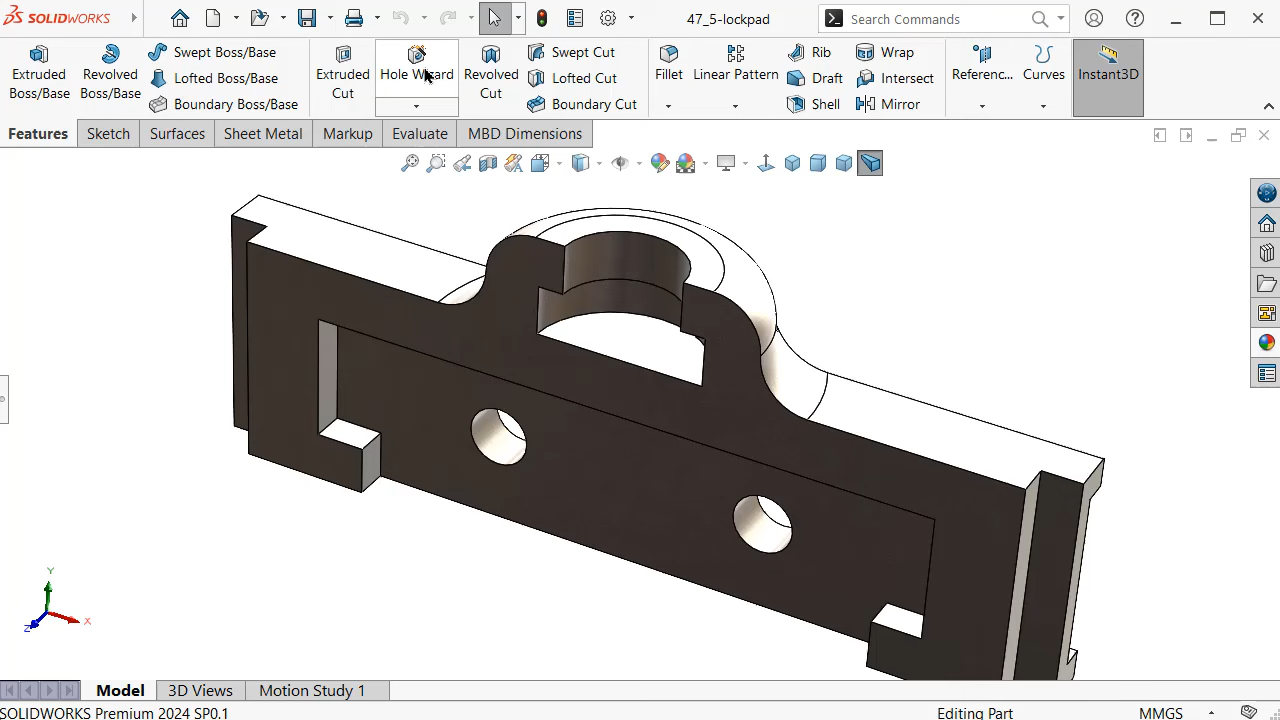 SOLIDWORKS
47_5-lockpad
Search Commands
Extruded Boss/Base
Revolved Boss/Base
Swept Boss/Base
Lofted Boss/Base
Boundary Boss/Base
Extruded Cut
Hole Wizard
Revolved Cut
Swept Cut
Lofted Cut
Boundary Cut
Fillet
Linear Pattern
Rib
Draft
Shell
Wrap
Intersect
Mirror
Referenc...
Curves
Instant3D
Features
Sketch
Surfaces
Sheet Metal
Markup
Evaluate
MBD Dimensions
Y
X
Z
Model
3D Views
Motion Study 1
SOLIDWORKS Premium 2024 SP0.1
Editing Part
MMGS